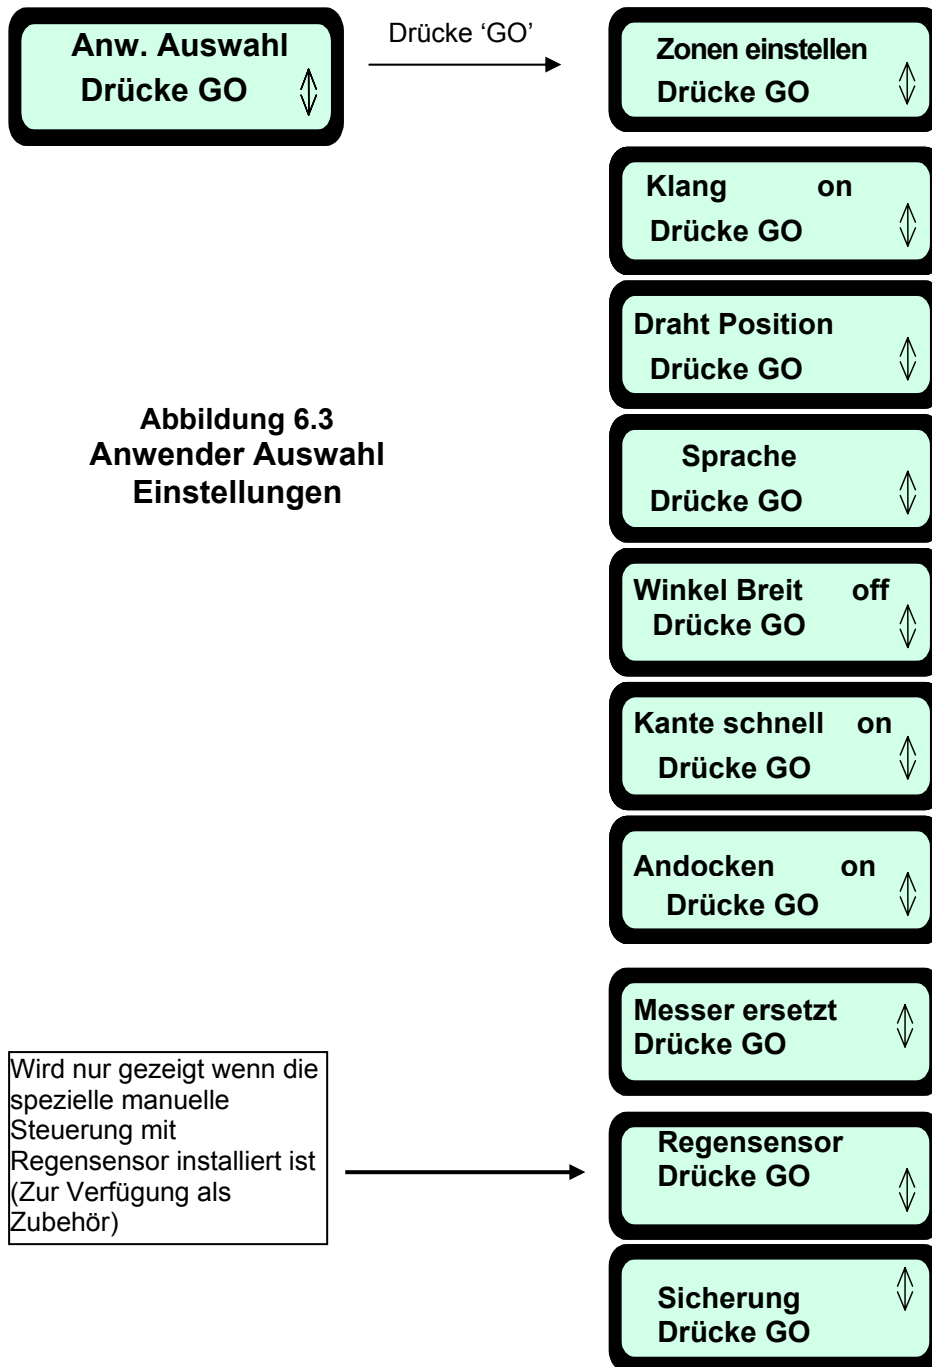 Anw. Auswahl
Drücke GO
Drücke ‘GO’
Zonen einstellen
Drücke GO
Klang on
Drücke GO
Draht Position
Drücke GO
Abbildung 6.3
Anwender Auswahl
Einstellungen
Sprache
Drücke GO
Winkel Breit off
Drücke GO
Kante schnell on
Drücke GO
Andocken on
Drücke GO
Messer ersetzt
Drücke GO
Wird nur gezeigt wenn die
spezielle manuelle
Steuerung mit
Regensensor installiert ist
(Zur Verfügung als
Zubehör)
Regensensor
Drücke GO
Sicherung
Drücke GO